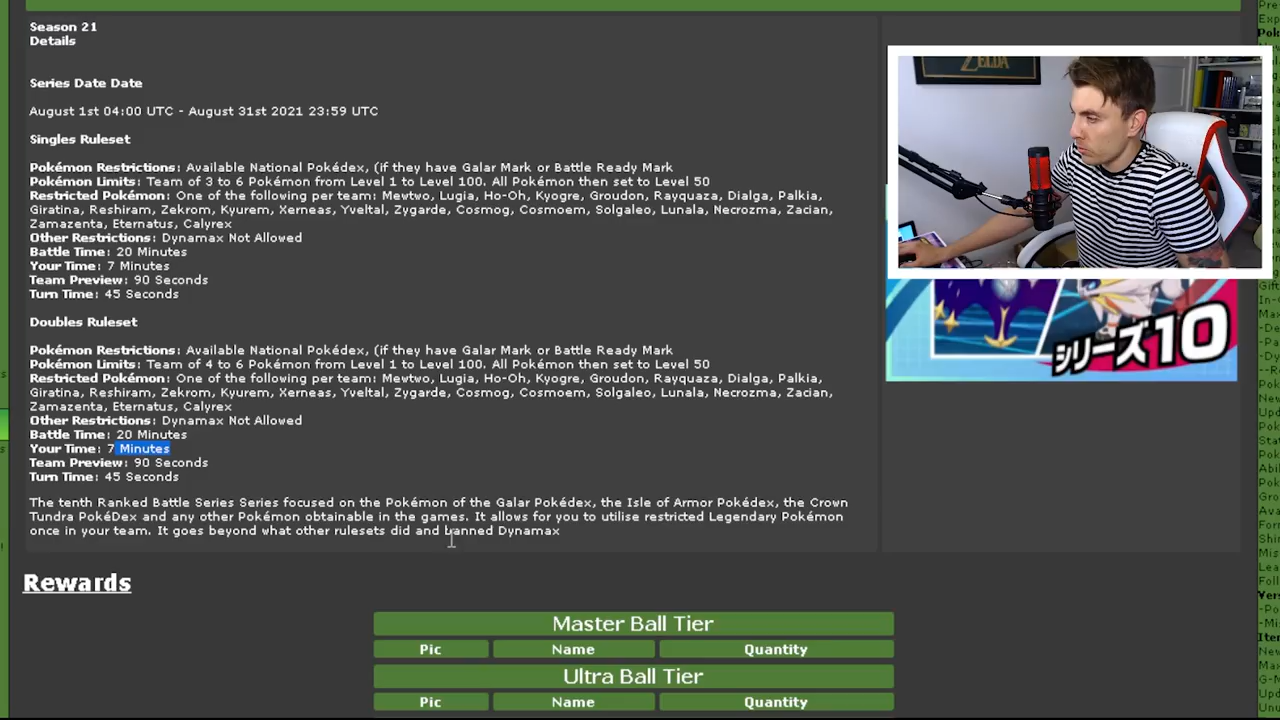 Season 21
Details
Series Date Date
August 1st 04:00 UTC - August 31st 2021 23:59 UTC
Singles Ruleset
Pokémon Restrictions: Available National Pokédex, (if they have Galar Mark or Battle Ready Mark
Pokémon Limits: Team of 3 to 6 Pokémon from Level 1 to Level 100. All Pokémon then set to Level 50
Restricted Pokémon: One of the following per team: Mewtwo, Lugia, Ho-Oh, Kyogre, Groudon, Rayquaza, Dialga, Palkia,
Giratina, Reshiram, Zekrom, Kyurem, Xerneas, Yveltal, Zygarde, Cosmog, Cosmoem, Solgaleo, Lunala, Necrozma, Zacian,
Zamazenta, Eternatus, Calyrex
Other Restrictions: Dynamax Not Allowed
Battle Time: 20 Minutes
Your Time: 7 Minutes
Team Preview: 90 Seconds
Turn Time: 45 Seconds
Doubles Ruleset
Pokémon Restrictions: Available National Pokédex, (if they have Galar Mark or Battle Ready Mark
Pokémon Limits: Team of 4 to 6 Pokémon from Level 1 to Level 100. All Pokémon then set to Level 50
Restricted Pokémon: One of the following per team: Mewtwo, Lugia, Ho-Oh, Kyogre, Groudon, Rayquaza, Dialga, Palkia,
Giratina, Reshiram, Zekrom, Kyurem, Xerneas, Yveltal, Zygarde, Cosmog, Cosmoem, Solgaleo, Lunala, Necrozma, Zacian,
Zamazenta, Eternatus, Calyrex
Other Restrictions: Dynamax Not Allowed
Battle Time: 20 Minutes
Your Time: 7 Minutes
Team Preview: 90 Seconds
Turn Time: 45 Seconds
The tenth Ranked Battle Series Series focused on the Pokémon of the Galar Pokédex, the Isle of Armor Pokédex, the Crown
Tundra PokéDex and any other Pokémon obtainable in the games. It allows for you to utilise restricted Legendary Pokémon
once in your team. It goes beyond what other rulesets did and banned Dynamax
ZELDA
シリーズ10
Rewards
Master Ball Tier
Pic Name Quantity
Ultra Ball Tier
Pic Name Quantity